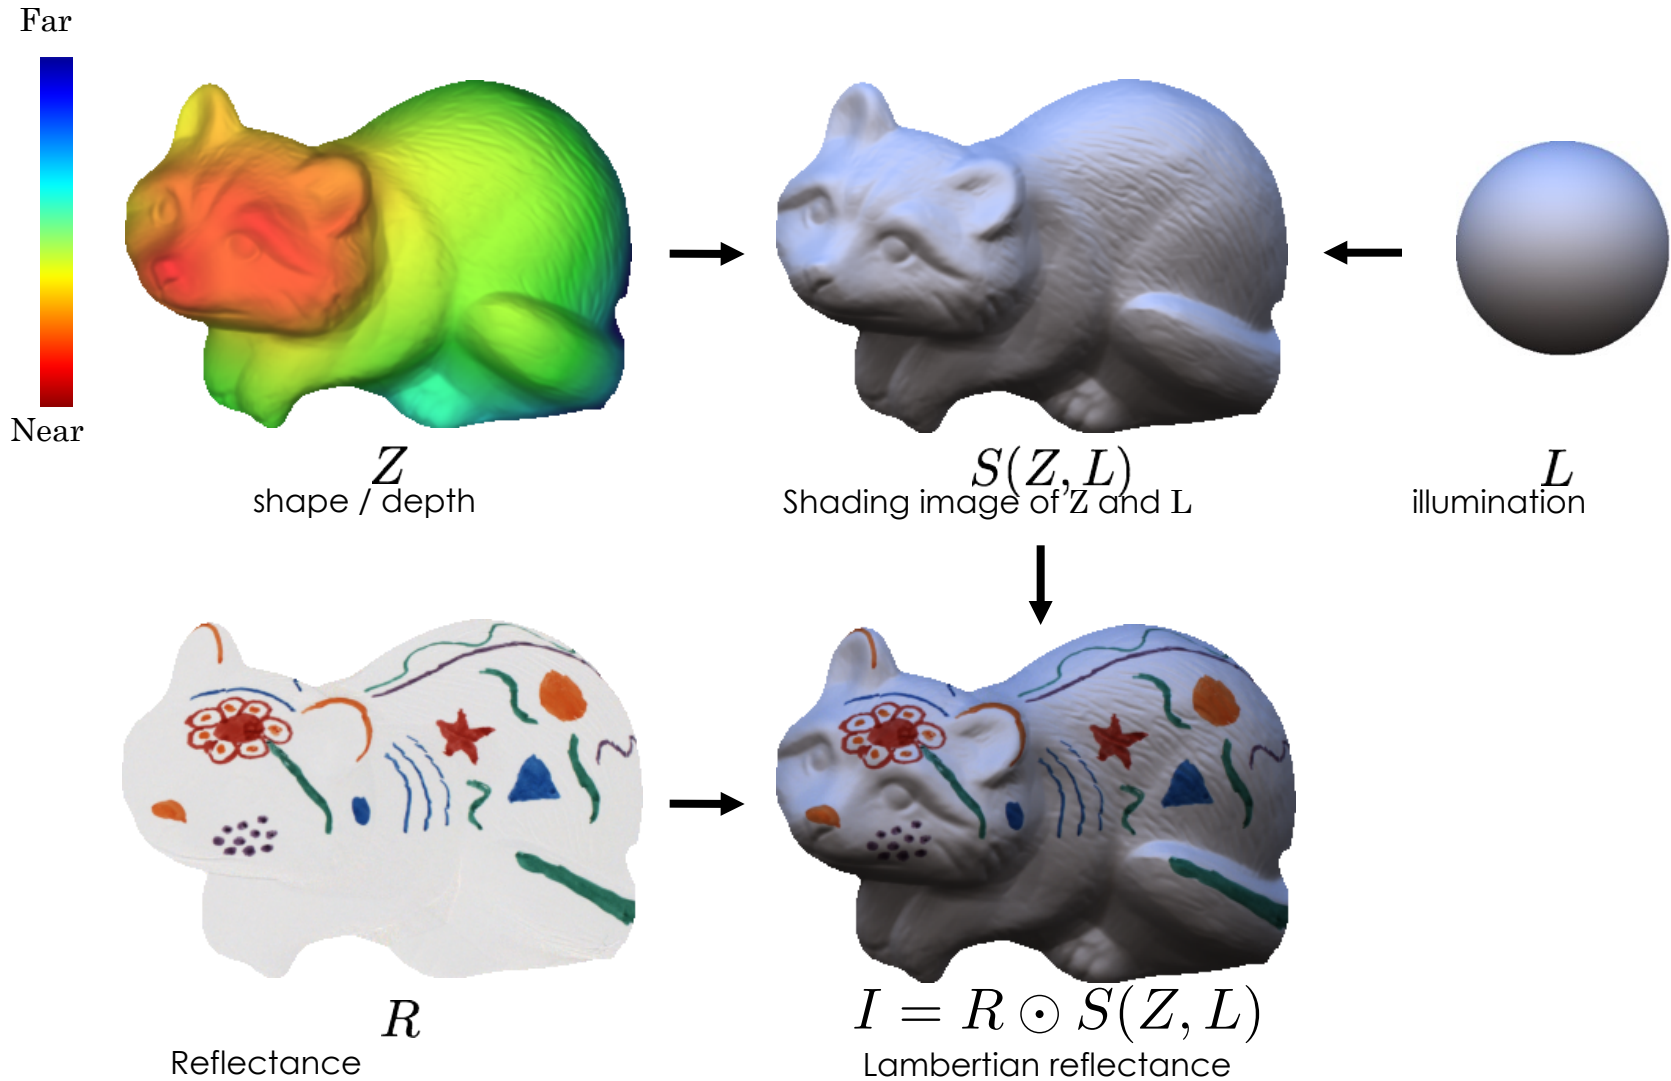 Far
Near
Z
shape / depth
S(Z, L)
Shading image of Z and L
L
illumination
R
Reflectance
I = R ⊙ S(Z, L)
Lambertian reflectance